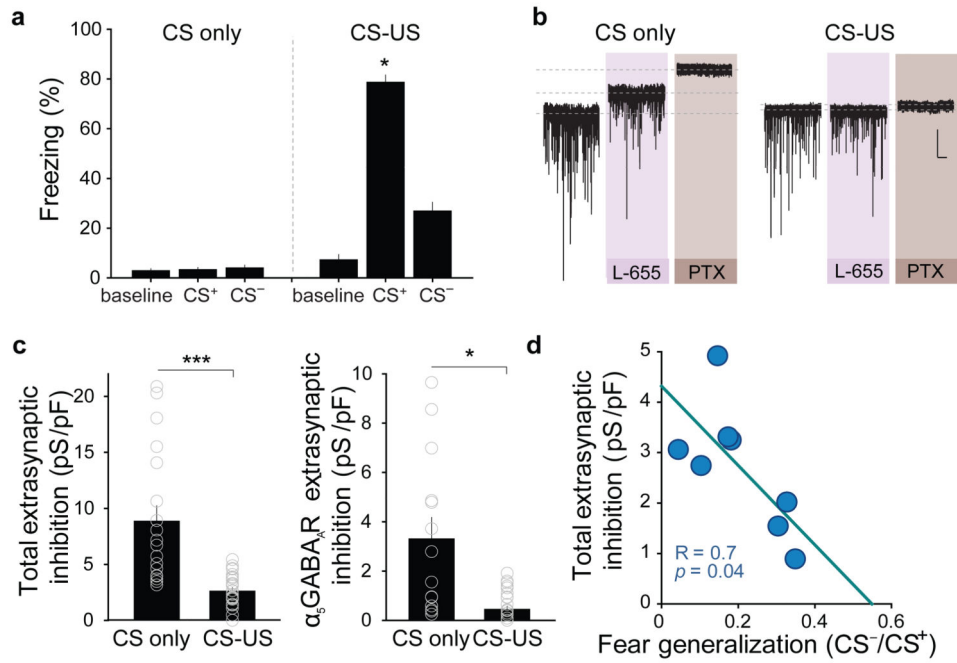 a
CS only
CS-US
100
80
60
40
20
0
Freezing (%)
*
baseline
CS⁺
CS⁻
baseline
CS⁺
CS⁻
b
CS only
CS-US
L-655
PTX
L-655
PTX
c
***
20
15
10
5
0
Total extrasynaptic
inhibition (pS/pF)
CS only
CS-US
*
10
8
6
4
2
0
α₅GABA_AR extrasynaptic
inhibition (pS/pF)
CS only
CS-US
d
5
4
3
2
1
0
Total extrasynaptic
inhibition (pS/pF)
R = 0.7
p = 0.04
0.2
0.4
0.6
Fear generalization (CS⁻/CS⁺)